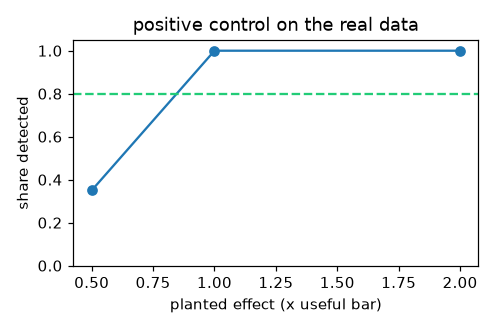 positive control on the real data
1.0
0.8
0.6
0.4
0.2
0.0
share detected
0.50 0.75 1.00 1.25 1.50 1.75 2.00
planted effect (x useful bar)